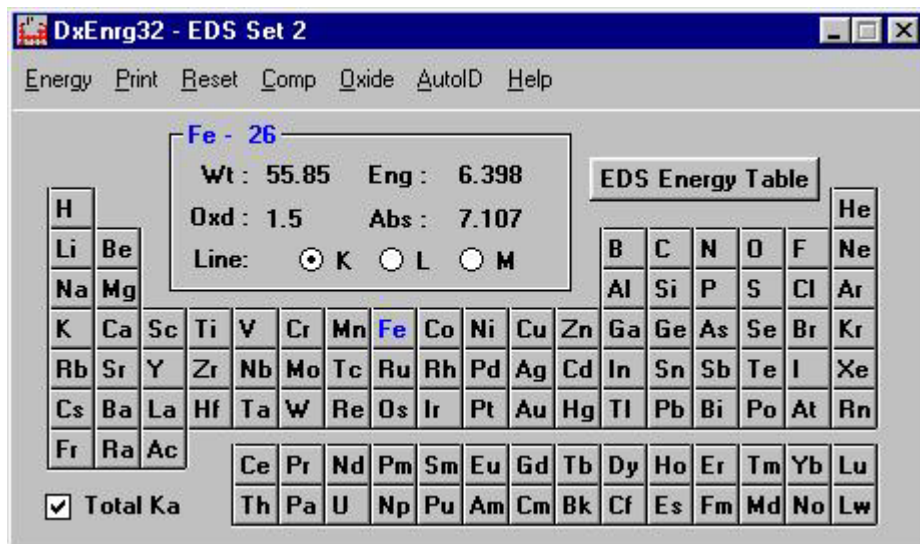 DxEnrg32 - EDS Set 2
Energy Print Reset Comp Oxide AutoID Help
Fe - 26
Wt : 55.85 Eng : 6.398
Oxd : 1.5 Abs : 7.107
Line: K L M
EDS Energy Table
H He
Li Be B C N O F Ne
Na Mg Al Si P S Cl Ar
K Ca Sc Ti V Cr Mn Fe Co Ni Cu Zn Ga Ge As Se Br Kr
Rb Sr Y Zr Nb Mo Tc Ru Rh Pd Ag Cd In Sn Sb Te I Xe
Cs Ba La Hf Ta W Re Os Ir Pt Au Hg Tl Pb Bi Po At Rn
Fr Ra Ac
Ce Pr Nd Pm Sm Eu Gd Tb Dy Ho Er Tm Yb Lu
Total Ka
Th Pa U Np Pu Am Cm Bk Cf Es Fm Md No Lw